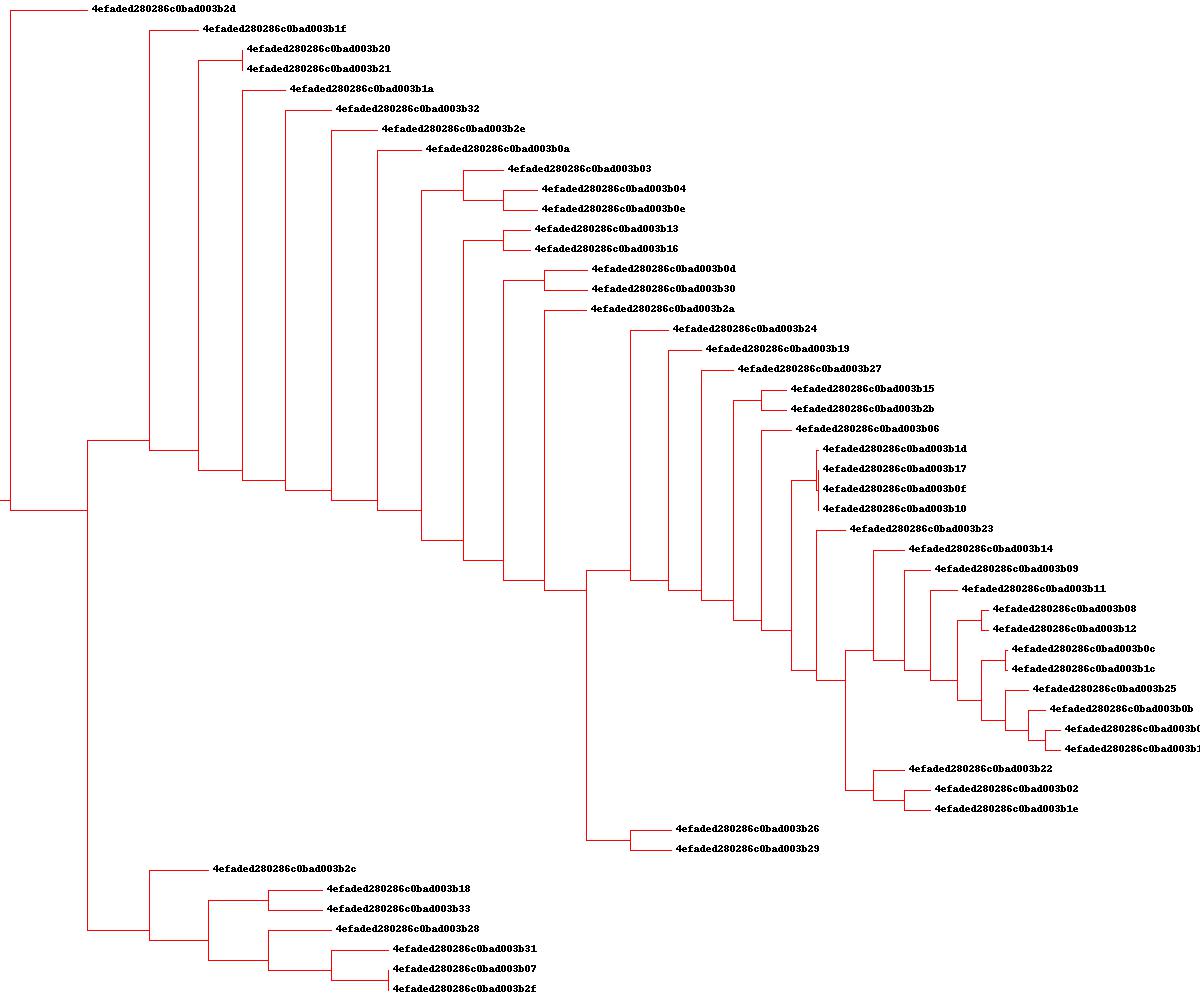 4efaded280286c0bad003b2d
4efaded280286c0bad003b1f
4efaded280286c0bad003b20
4efaded280286c0bad003b21
4efaded280286c0bad003b1a
4efaded280286c0bad003b32
4efaded280286c0bad003b2e
4efaded280286c0bad003b0a
4efaded280286c0bad003b03
4efaded280286c0bad003b04
4efaded280286c0bad003b0e
4efaded280286c0bad003b13
4efaded280286c0bad003b16
4efaded280286c0bad003b0d
4efaded280286c0bad003b30
4efaded280286c0bad003b2a
4efaded280286c0bad003b24
4efaded280286c0bad003b19
4efaded280286c0bad003b27
4efaded280286c0bad003b15
4efaded280286c0bad003b2b
4efaded280286c0bad003b06
4efaded280286c0bad003b1d
4efaded280286c0bad003b17
4efaded280286c0bad003b0f
4efaded280286c0bad003b10
4efaded280286c0bad003b23
4efaded280286c0bad003b14
4efaded280286c0bad003b09
4efaded280286c0bad003b11
4efaded280286c0bad003b08
4efaded280286c0bad003b12
4efaded280286c0bad003b0c
4efaded280286c0bad003b1c
4efaded280286c0bad003b25
4efaded280286c0bad003b0b
4efaded280286c0bad003b0
4efaded280286c0bad003b1
4efaded280286c0bad003b22
4efaded280286c0bad003b02
4efaded280286c0bad003b1e
4efaded280286c0bad003b26
4efaded280286c0bad003b29
4efaded280286c0bad003b2c
4efaded280286c0bad003b18
4efaded280286c0bad003b33
4efaded280286c0bad003b28
4efaded280286c0bad003b31
4efaded280286c0bad003b07
4efaded280286c0bad003b2f